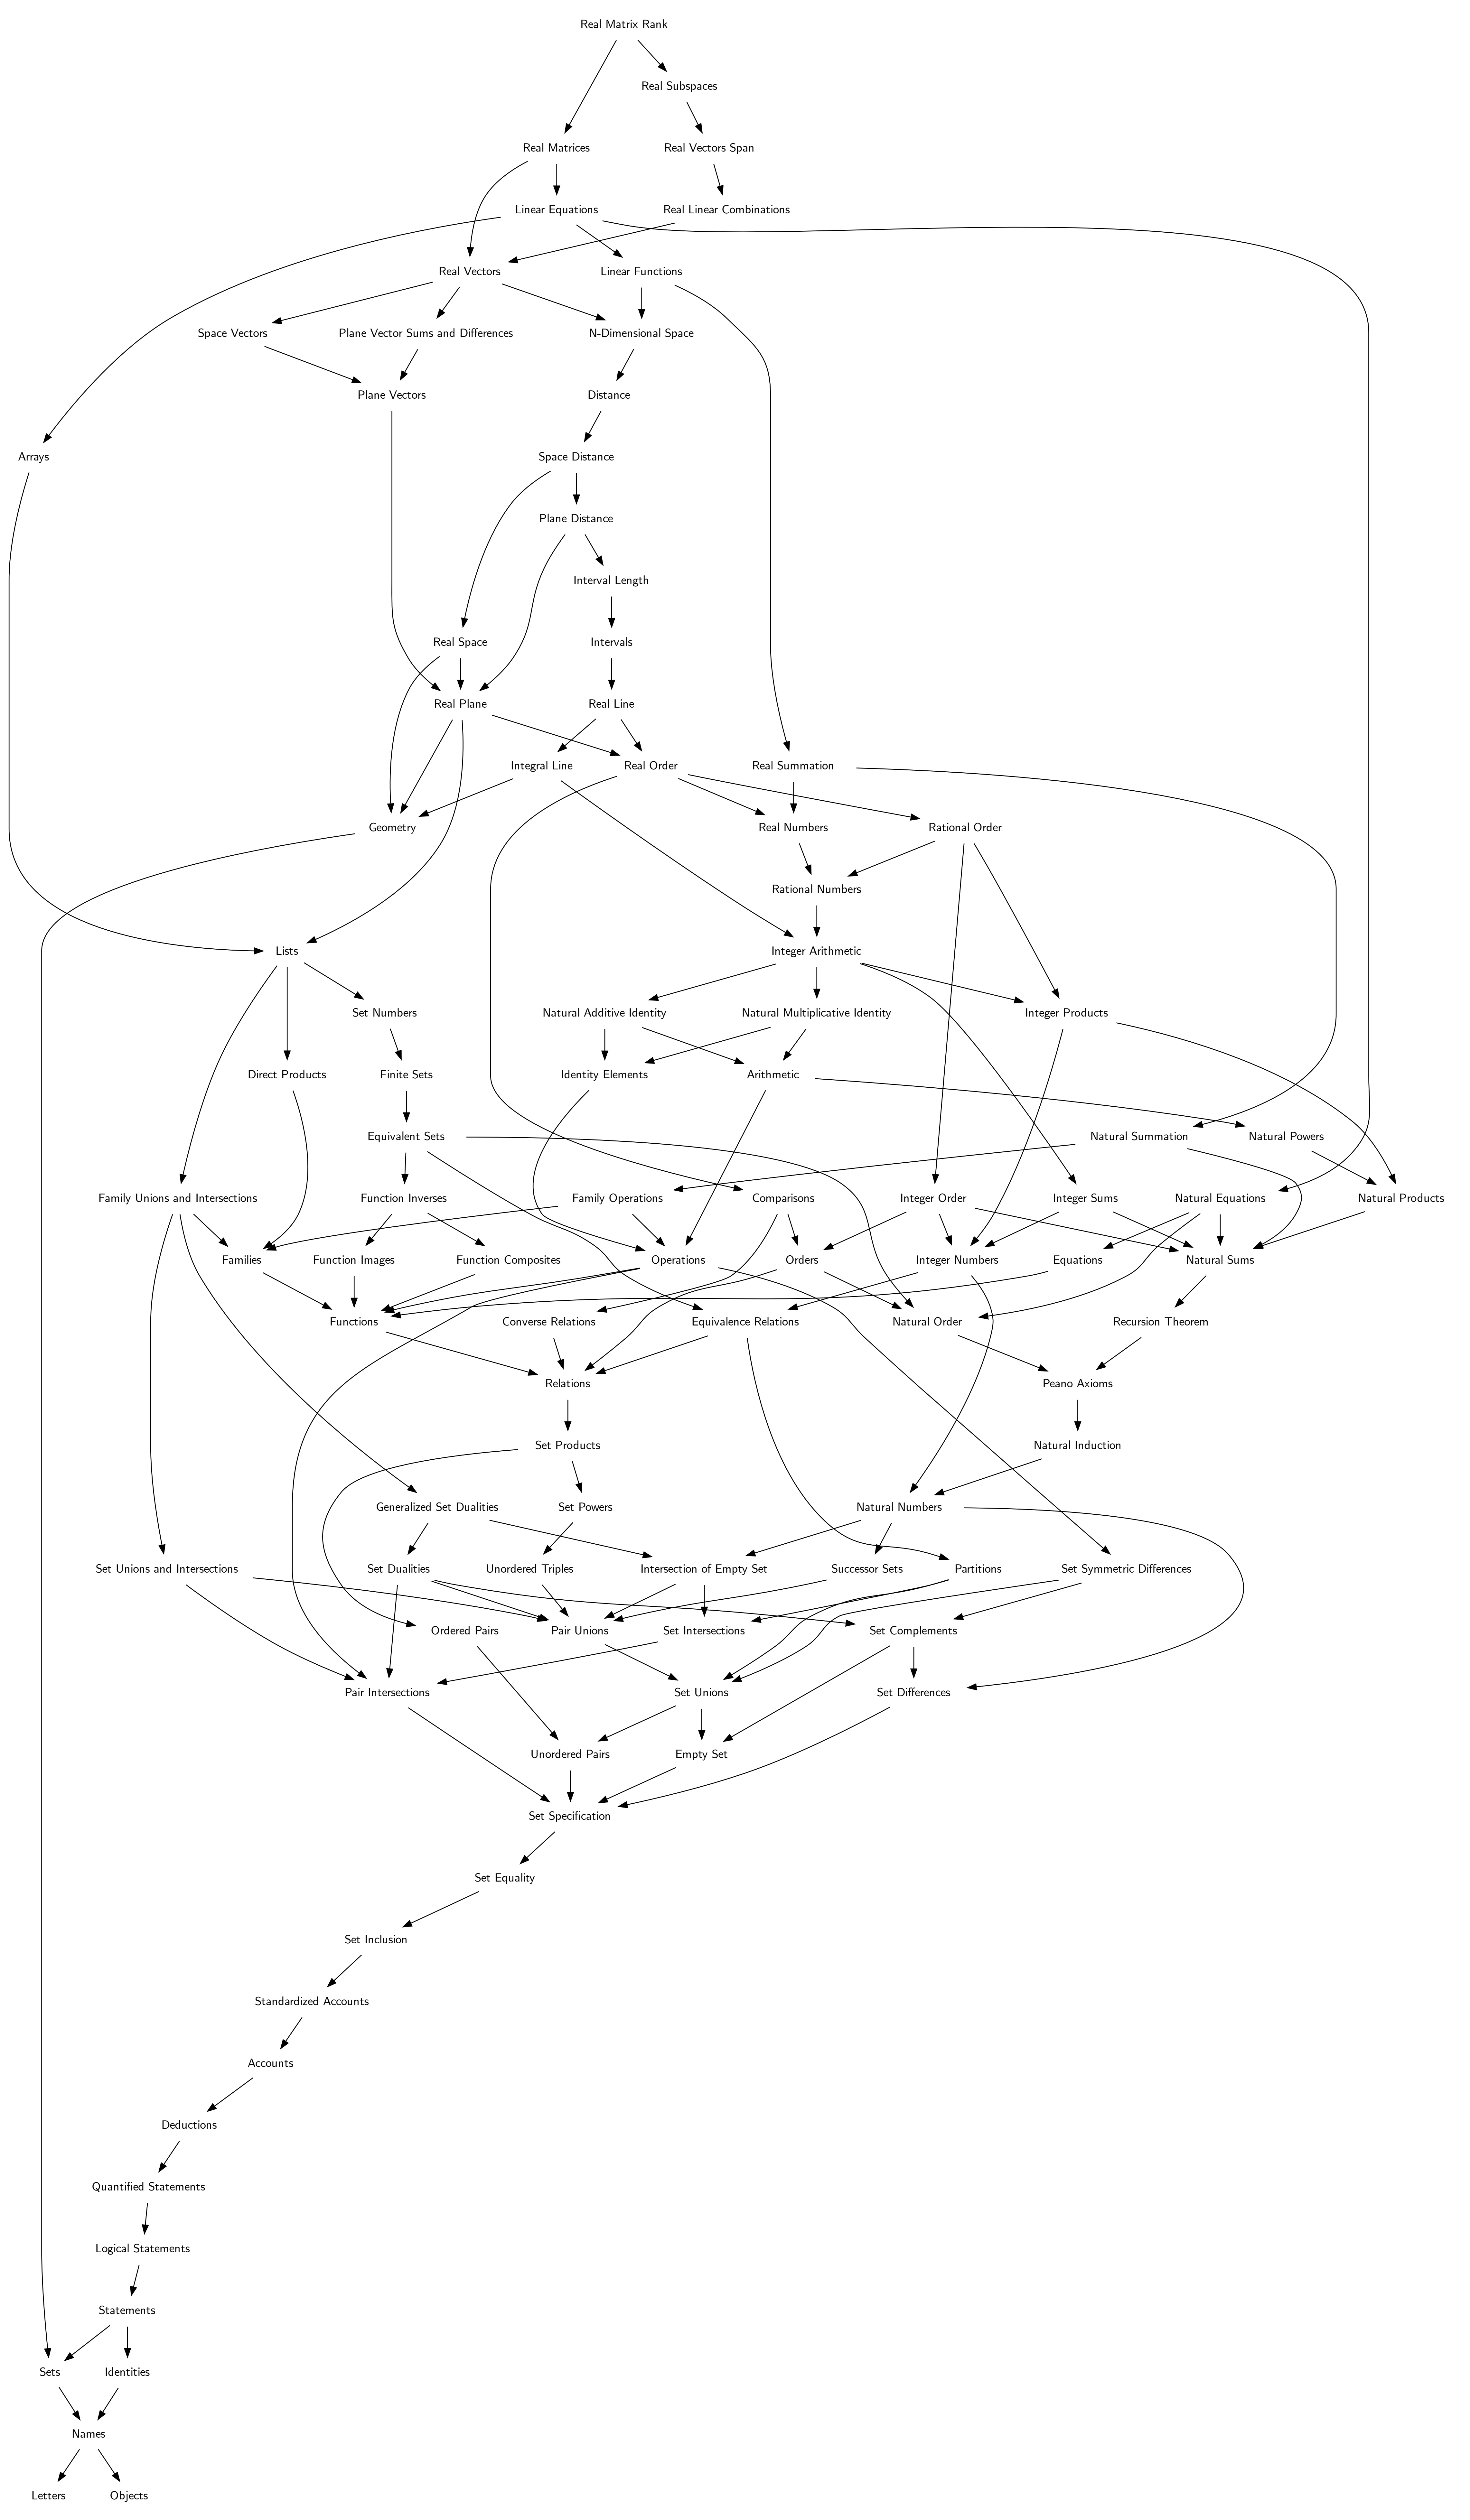 Real Matrix Rank
Real Subspaces
Real Matrices
Real Vectors Span
Linear Equations
Real Linear Combinations
Real Vectors
Linear Functions
Space Vectors
Plane Vector Sums and Differences
N-Dimensional Space
Plane Vectors
Distance
Arrays
Space Distance
Plane Distance
Interval Length
Real Space
Intervals
Real Plane
Real Line
Integral Line
Real Order
Real Summation
Geometry
Real Numbers
Rational Order
Rational Numbers
Lists
Integer Arithmetic
Set Numbers
Natural Additive Identity
Natural Multiplicative Identity
Integer Products
Direct Products
Finite Sets
Identity Elements
Arithmetic
Equivalent Sets
Natural Summation
Natural Powers
Family Unions and Intersections
Function Inverses
Family Operations
Comparisons
Integer Order
Integer Sums
Natural Equations
Natural Products
Families
Function Images
Function Composites
Operations
Orders
Integer Numbers
Equations
Natural Sums
Functions
Converse Relations
Equivalence Relations
Natural Order
Recursion Theorem
Relations
Peano Axioms
Set Products
Natural Induction
Generalized Set Dualities
Set Powers
Natural Numbers
Set Unions and Intersections
Set Dualities
Unordered Triples
Intersection of Empty Set
Successor Sets
Partitions
Set Symmetric Differences
Ordered Pairs
Pair Unions
Set Intersections
Set Complements
Pair Intersections
Set Unions
Set Differences
Unordered Pairs
Empty Set
Set Specification
Set Equality
Set Inclusion
Standardized Accounts
Accounts
Deductions
Quantified Statements
Logical Statements
Statements
Sets
Identities
Names
Letters
Objects